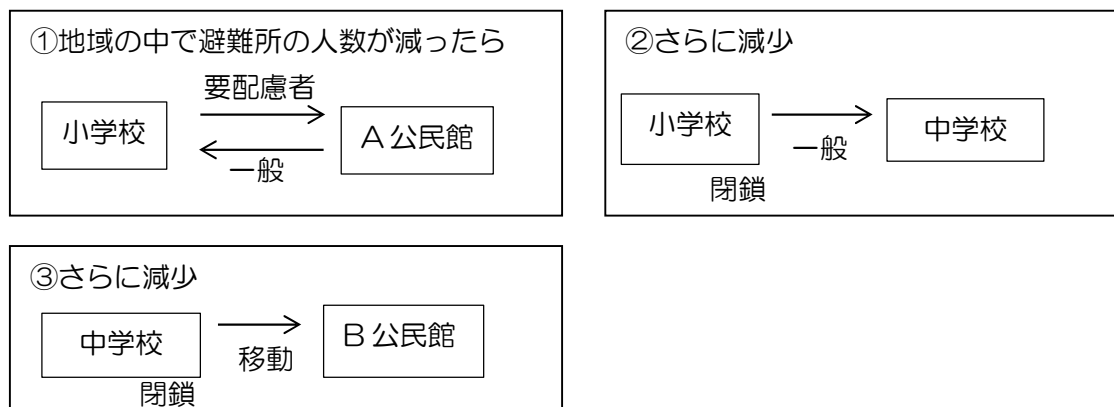 ①地域の中で避難所の人数が減ったら
要配慮者
小学校
A公民館
一般
②さらに減少
小学校
中学校
一般
閉鎖
③さらに減少
中学校
B公民館
移動
閉鎖